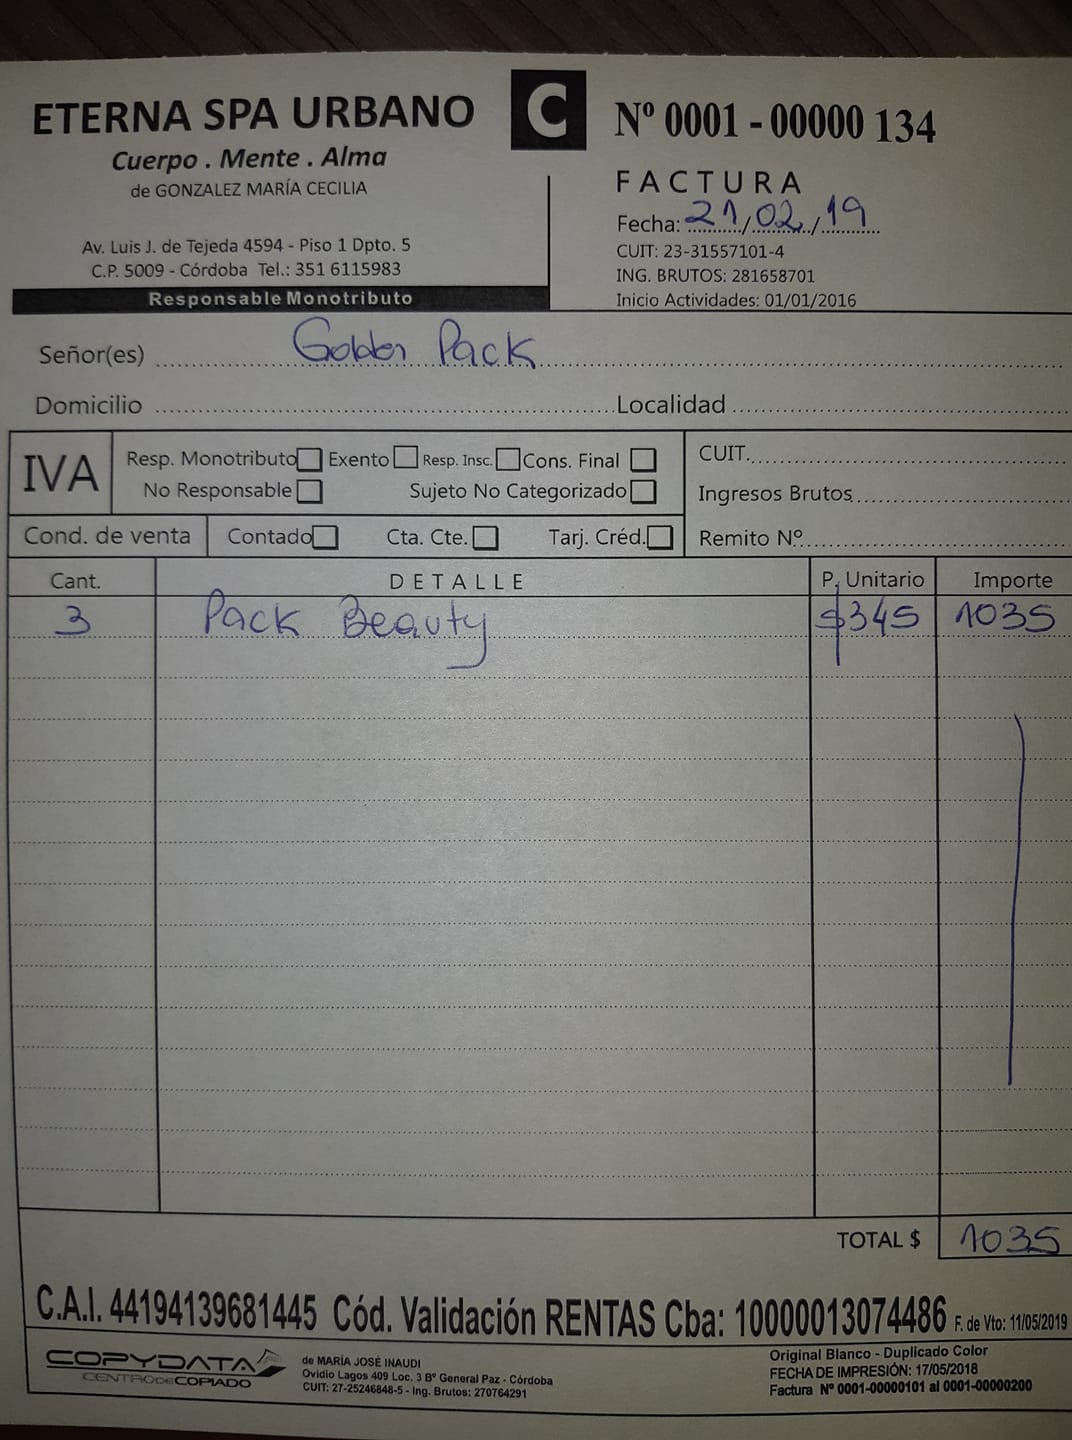 ETERNA SPA URBANO
Cuerpo . Mente . Alma
de GONZALEZ MARÍA CECILIA
Av. Luis J. de Tejeda 4594 - Piso 1 Dpto. 5
C.P. 5009 - Córdoba Tel.: 351 6115983
Responsable Monotributo
C
Nº 0001 - 00000 134
FACTURA
Fecha: 21/02/19
CUIT: 23-31557101-4
ING. BRUTOS: 281658701
Inicio Actividades: 01/01/2016
Señor(es) Golden Pack
Domicilio Localidad
IVA
Resp. Monotributo Exento Resp. Insc. Cons. Final
No Responsable Sujeto No Categorizado
CUIT.
Ingresos Brutos
Cond. de venta Contado Cta. Cte. Tarj. Créd. Remito Nº
Cant. DETALLE P. Unitario Importe
3 Pack Beauty $345 1035
TOTAL $ 1035
C.A.I. 44194139681445 Cód. Validación RENTAS Cba: 10000013074486 F. de Vto: 11/05/2019
COPYDATA
CENTRO DE COPIADO
de MARÍA JOSÉ INAUDI
Ovidio Lagos 409 Loc. 3 Bº General Paz - Córdoba
CUIT: 27-25246848-5 - Ing. Brutos: 270764291
Original Blanco - Duplicado Color
FECHA DE IMPRESIÓN: 17/05/2018
Factura Nº 0001-00000101 al 0001-00000200